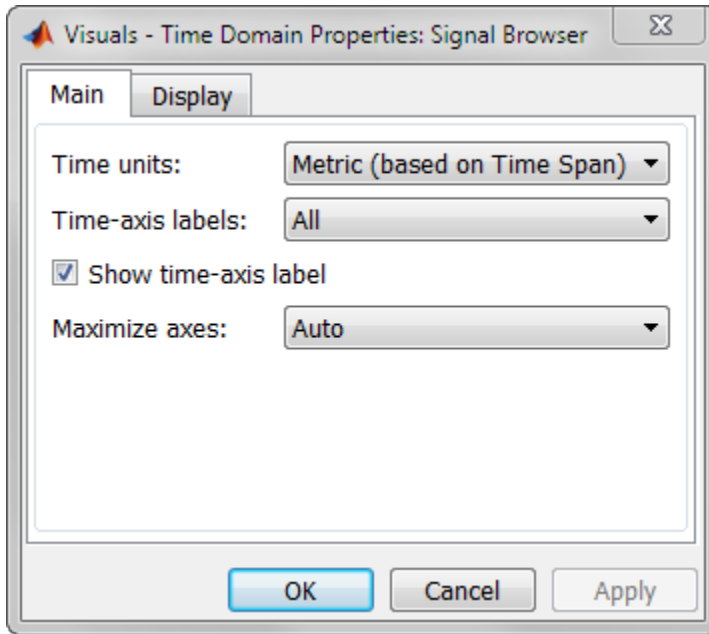 Visuals - Time Domain Properties: Signal Browser
Main Display
Time units: Metric (based on Time Span)
Time-axis labels: All
Show time-axis label
Maximize axes: Auto
OK Cancel Apply